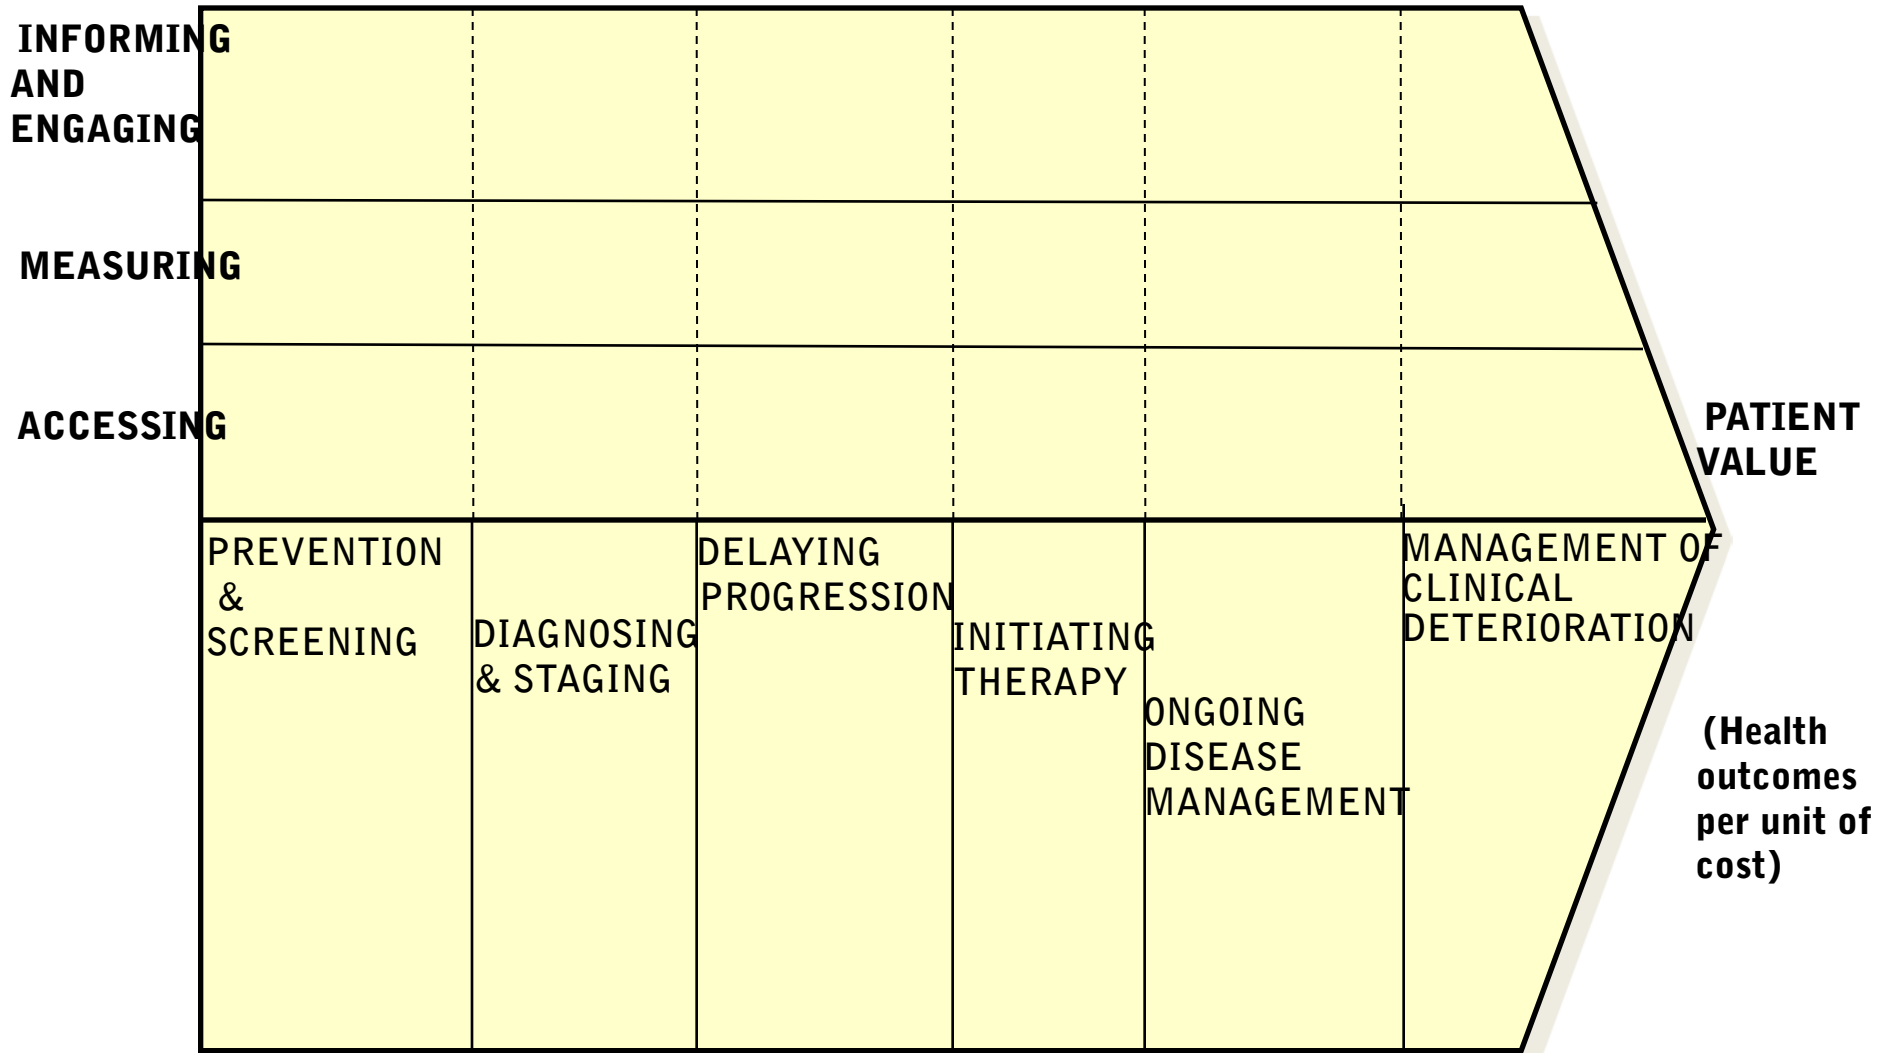 INFORMING
AND
ENGAGING
MEASURING
ACCESSING
PATIENT
VALUE
(Health
outcomes
per unit of
cost)
PREVENTION
&
SCREENING
DIAGNOSING
& STAGING
DELAYING
PROGRESSION
INITIATING
THERAPY
ONGOING
DISEASE
MANAGEMENT
MANAGEMENT OF
CLINICAL
DETERIORATION